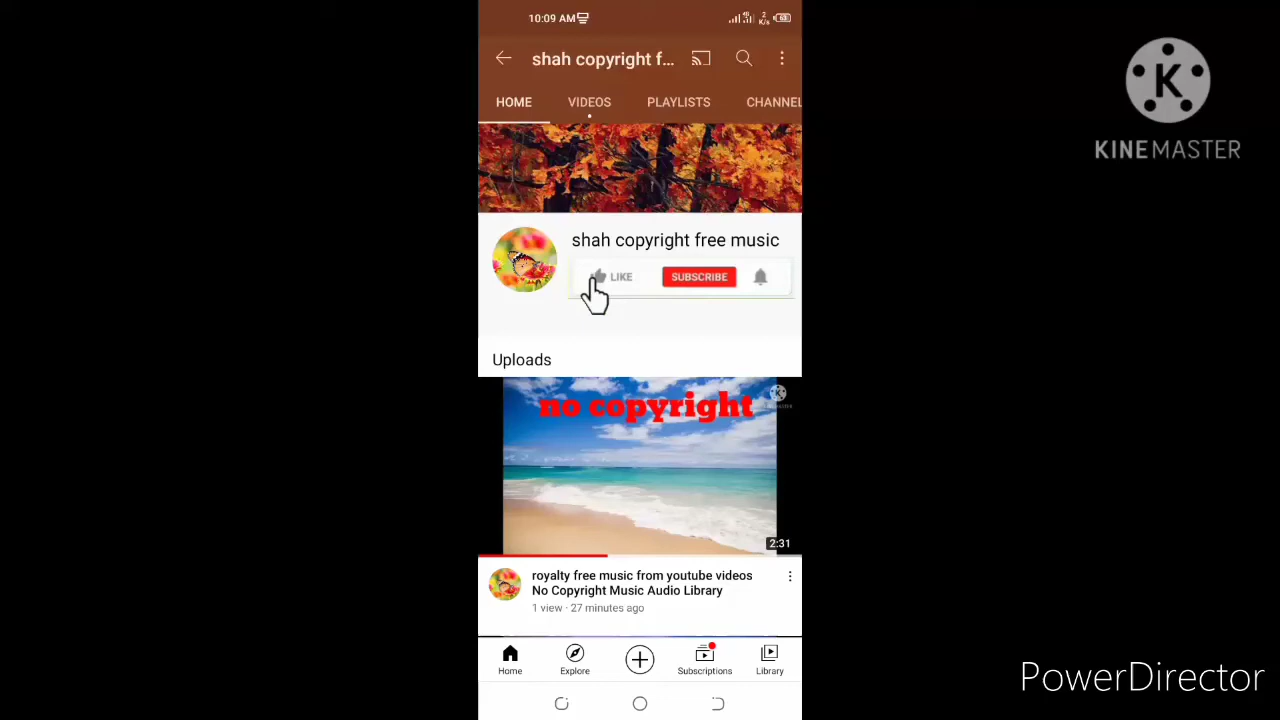 10:09 AM
shah copyright f...
HOME VIDEOS PLAYLISTS CHANNEL
KINEMASTER
shah copyright free music
LIKE SUBSCRIBE
Uploads
no copyright
2:31
royalty free music from youtube videos
No Copyright Music Audio Library
1 view · 27 minutes ago
Home Explore Subscriptions Library
PowerDirector